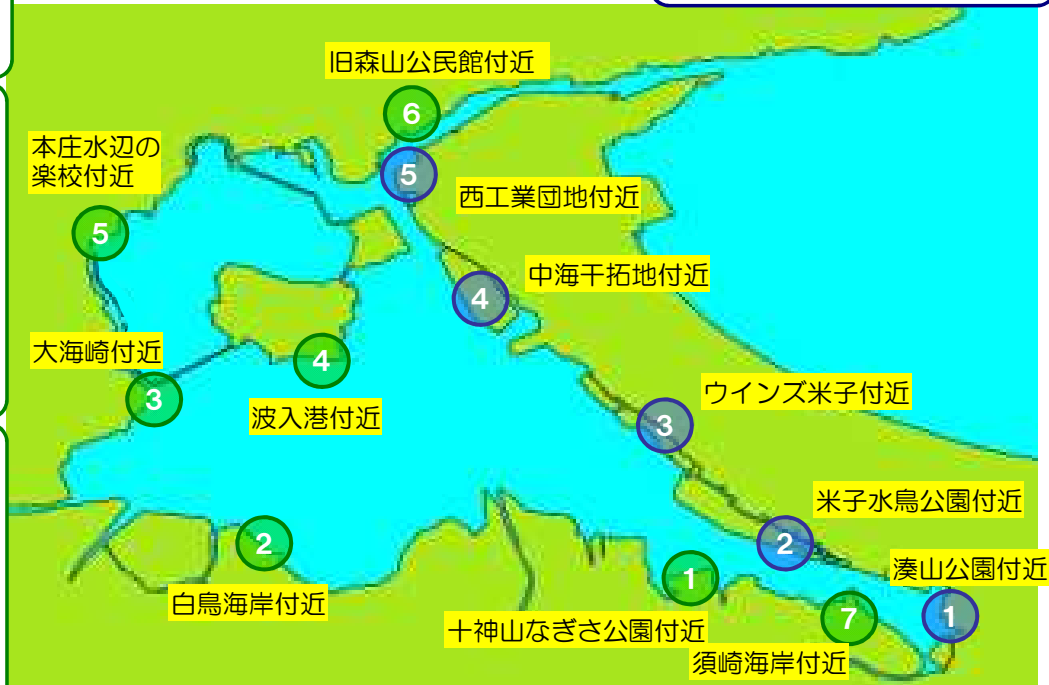 旧森山公民館付近
6
本庄水辺の
楽校付近
5
西工業団地付近
5
中海干拓地付近
4
大海崎付近
3
4
波入港付近
ウインズ米子付近
3
米子水鳥公園付近
2
2
白鳥海岸付近
湊山公園付近
1
1
十神山なぎさ公園付近
7
須崎海岸付近